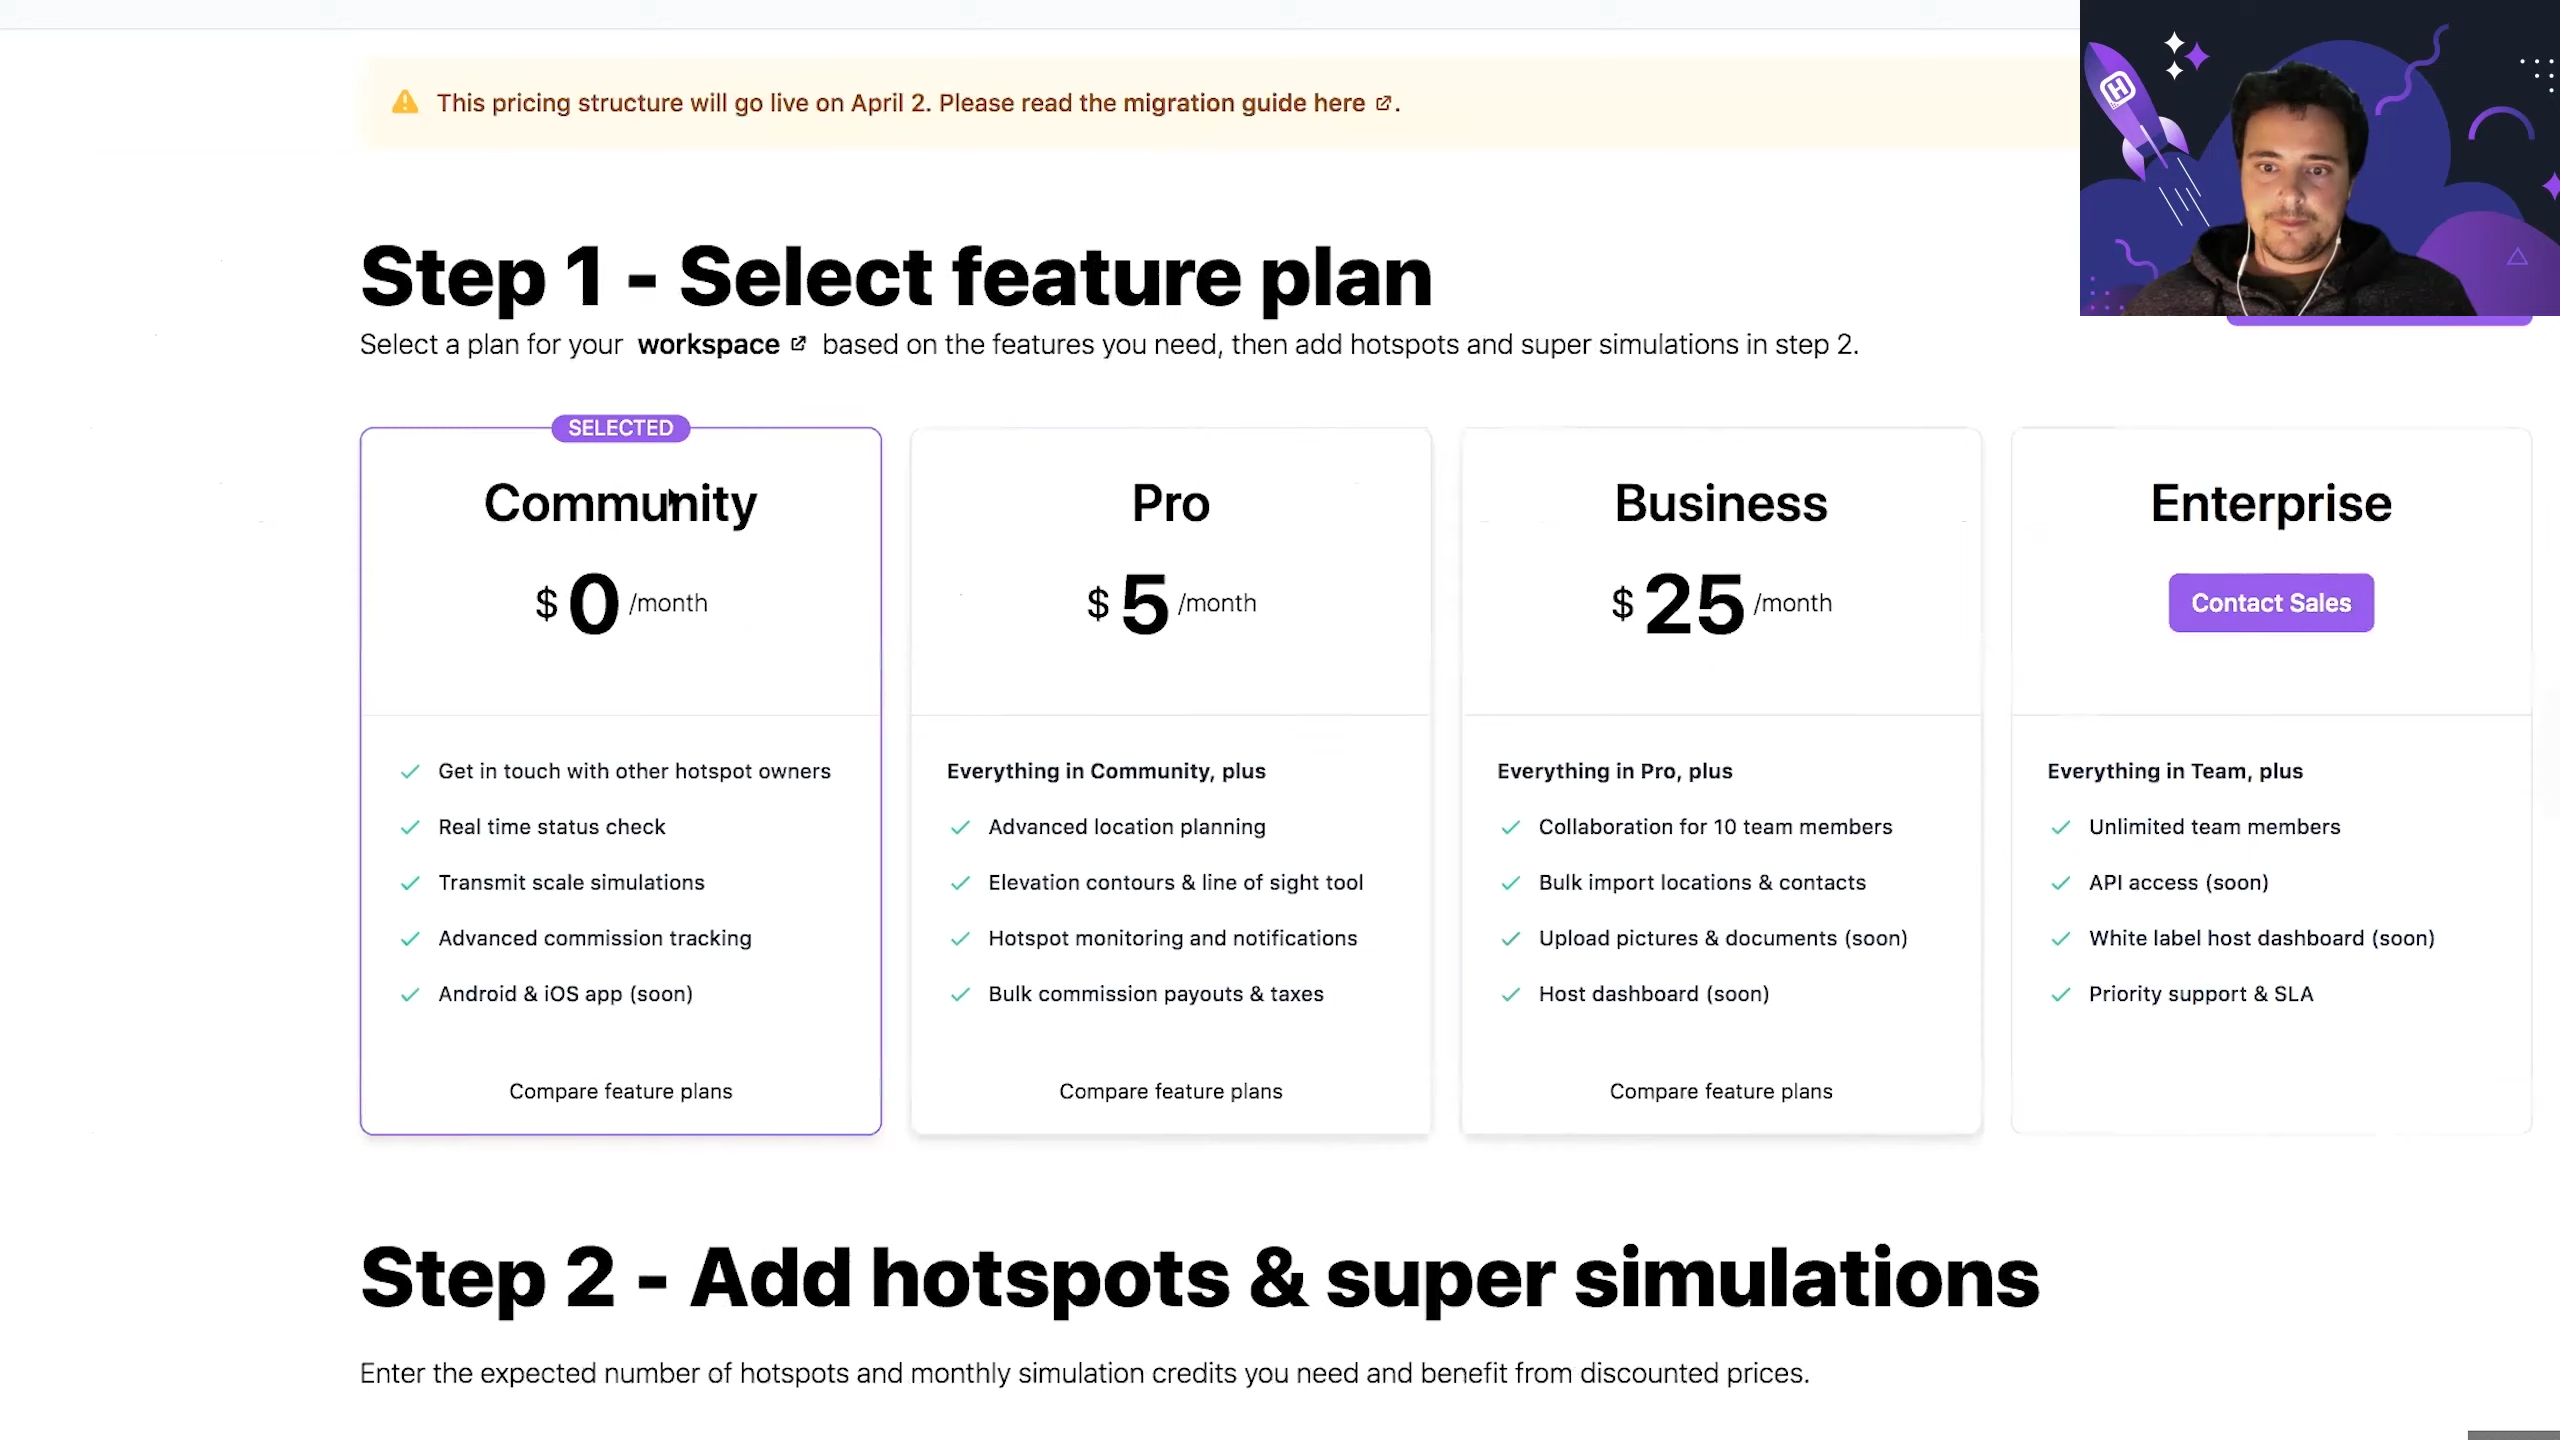 This pricing structure will go live on April 2. Please read the migration guide here.
H
Step 1 - Select feature plan
Select a plan for your workspace based on the features you need, then add hotspots and super simulations in step 2.
SELECTED
Community
$ 0 /month
Get in touch with other hotspot owners
Real time status check
Transmit scale simulations
Advanced commission tracking
Android & iOS app (soon)
Compare feature plans
Pro
$ 5 /month
Everything in Community, plus
Advanced location planning
Elevation contours & line of sight tool
Hotspot monitoring and notifications
Bulk commission payouts & taxes
Compare feature plans
Business
$ 25 /month
Everything in Pro, plus
Collaboration for 10 team members
Bulk import locations & contacts
Upload pictures & documents (soon)
Host dashboard (soon)
Compare feature plans
Enterprise
Contact Sales
Everything in Team, plus
Unlimited team members
API access (soon)
White label host dashboard (soon)
Priority support & SLA
Step 2 - Add hotspots & super simulations
Enter the expected number of hotspots and monthly simulation credits you need and benefit from discounted prices.